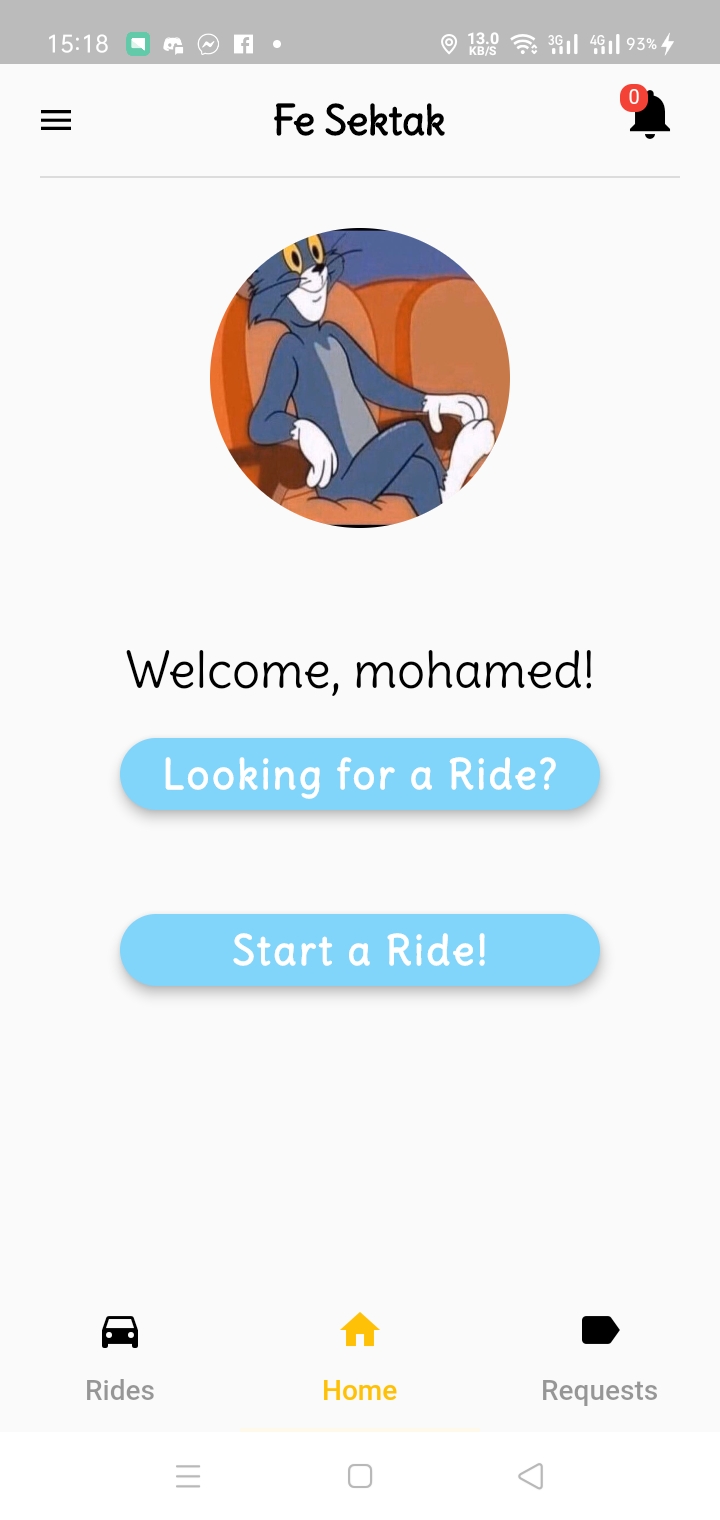 15:18 13.0 KB/S 3G 4G 93%
0
Fe Sektak
Welcome, mohamed!
Looking for a Ride?
Start a Ride!
Rides Home Requests